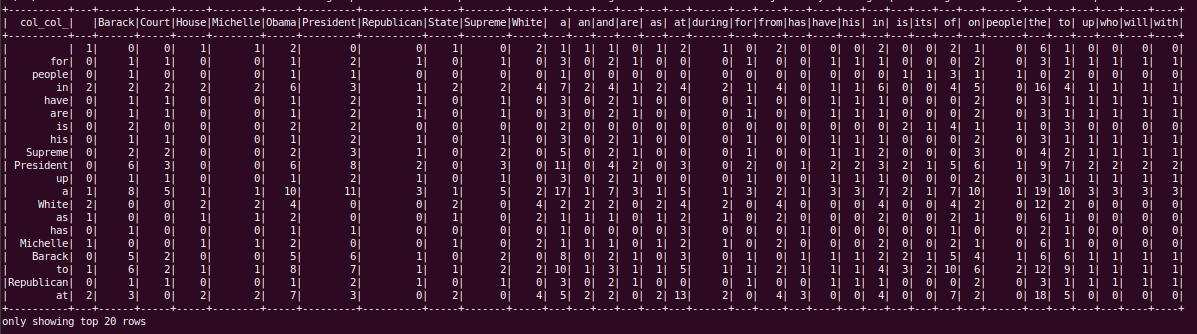 +----------+---+------+-----+-----+--------+-----+---------+----------+-----+-------+-----+---+---+---+---+---+---+------+---+----+---+----+---+---+---+---+---+---+------+---+---+---+---+----+----+
| col_col_| |Barack|Court|House|Michelle|Obama|President|Republican|State|Supreme|White| a| an|and|are| as| at|during|for|from|has|have|his| in| is|its| of| on|people|the| to| up|who|will|with|
+----------+---+------+-----+-----+--------+-----+---------+----------+-----+-------+-----+---+---+---+---+---+---+------+---+----+---+----+---+---+---+---+---+---+------+---+---+---+---+----+----+
| | 1| 0| 0| 1| 1| 2| 0| 0| 1| 0| 2| 1| 1| 1| 0| 1| 2| 1| 0| 2| 0| 0| 0| 2| 0| 0| 2| 1| 0| 6| 1| 0| 0| 0| 0|
| for| 0| 1| 1| 0| 0| 1| 2| 1| 0| 1| 0| 3| 0| 2| 1| 0| 0| 0| 1| 0| 0| 1| 1| 1| 0| 0| 0| 2| 0| 3| 1| 1| 1| 1| 1|
| people| 0| 1| 0| 0| 0| 1| 1| 0| 0| 0| 0| 1| 0| 0| 0| 0| 0| 0| 0| 0| 0| 0| 0| 0| 1| 1| 3| 1| 1| 0| 2| 0| 0| 0| 0|
| in| 2| 2| 2| 2| 2| 6| 3| 1| 2| 2| 4| 7| 2| 4| 1| 2| 4| 2| 1| 4| 0| 1| 1| 6| 0| 0| 4| 5| 0| 16| 4| 1| 1| 1| 1|
| have| 0| 1| 1| 0| 0| 1| 2| 1| 0| 1| 0| 3| 0| 2| 1| 0| 0| 0| 1| 0| 0| 1| 1| 1| 0| 0| 0| 2| 0| 3| 1| 1| 1| 1| 1|
| are| 0| 1| 1| 0| 0| 1| 2| 1| 0| 1| 0| 3| 0| 2| 1| 0| 0| 0| 1| 0| 0| 1| 1| 1| 0| 0| 0| 2| 0| 3| 1| 1| 1| 1| 1|
| is| 0| 2| 0| 0| 0| 2| 2| 0| 0| 0| 0| 2| 0| 0| 0| 0| 0| 0| 0| 0| 0| 0| 0| 0| 2| 1| 4| 1| 1| 0| 3| 0| 0| 0| 0|
| his| 0| 1| 1| 0| 0| 1| 2| 1| 0| 1| 0| 3| 0| 2| 1| 0| 0| 0| 1| 0| 0| 1| 1| 1| 0| 0| 0| 2| 0| 3| 1| 1| 1| 1| 1|
| Supreme| 0| 2| 2| 0| 0| 2| 3| 1| 0| 2| 0| 5| 0| 2| 1| 0| 0| 0| 1| 0| 0| 1| 1| 2| 0| 0| 0| 3| 0| 4| 2| 1| 1| 1| 1|
| President| 0| 6| 3| 0| 0| 6| 8| 2| 0| 3| 0| 11| 0| 4| 2| 0| 3| 0| 2| 0| 1| 2| 2| 3| 2| 1| 5| 6| 1| 9| 7| 2| 2| 2| 2|
| up| 0| 1| 1| 0| 0| 1| 2| 1| 0| 1| 0| 3| 0| 2| 1| 0| 0| 0| 1| 0| 0| 1| 1| 1| 0| 0| 0| 2| 0| 3| 1| 1| 1| 1| 1|
| a| 1| 8| 5| 1| 1| 10| 11| 3| 1| 5| 2| 17| 1| 7| 3| 1| 5| 1| 3| 2| 1| 3| 3| 7| 2| 1| 7| 10| 1| 19| 10| 3| 3| 3| 3|
| White| 2| 0| 0| 2| 2| 4| 0| 0| 2| 0| 4| 2| 2| 2| 0| 2| 4| 2| 0| 4| 0| 0| 0| 4| 0| 0| 4| 2| 0| 12| 2| 0| 0| 0| 0|
| as| 1| 0| 0| 1| 1| 2| 0| 0| 1| 0| 2| 1| 1| 1| 0| 1| 2| 1| 0| 2| 0| 0| 0| 2| 0| 0| 2| 1| 0| 6| 1| 0| 0| 0| 0|
| has| 0| 1| 0| 0| 0| 1| 1| 0| 0| 0| 0| 1| 0| 0| 0| 0| 3| 0| 0| 0| 1| 0| 0| 0| 0| 0| 1| 0| 0| 2| 1| 0| 0| 0| 0|
| Michelle| 1| 0| 0| 1| 1| 2| 0| 0| 1| 0| 2| 1| 1| 1| 0| 1| 2| 1| 0| 2| 0| 0| 0| 2| 0| 0| 2| 1| 0| 6| 1| 0| 0| 0| 0|
| Barack| 0| 5| 2| 0| 0| 5| 6| 1| 0| 2| 0| 8| 0| 2| 1| 0| 3| 0| 1| 0| 1| 1| 1| 2| 2| 1| 5| 4| 1| 6| 6| 1| 1| 1| 1|
| to| 1| 6| 2| 1| 1| 8| 7| 1| 1| 2| 2| 10| 1| 3| 1| 1| 5| 1| 1| 2| 1| 1| 1| 4| 3| 2| 10| 6| 2| 12| 9| 1| 1| 1| 1|
|Republican| 0| 1| 1| 0| 0| 1| 2| 1| 0| 1| 0| 3| 0| 2| 1| 0| 0| 0| 1| 0| 0| 1| 1| 1| 0| 0| 0| 2| 0| 3| 1| 1| 1| 1| 1|
| at| 2| 3| 0| 2| 2| 7| 3| 0| 2| 0| 4| 5| 2| 2| 0| 2| 13| 2| 0| 4| 3| 0| 0| 4| 0| 0| 7| 2| 0| 18| 5| 0| 0| 0| 0|
+----------+---+------+-----+-----+--------+-----+---------+----------+-----+-------+-----+---+---+---+---+---+---+------+---+----+---+----+---+---+---+---+---+---+------+---+---+---+---+----+----+
only showing top 20 rows